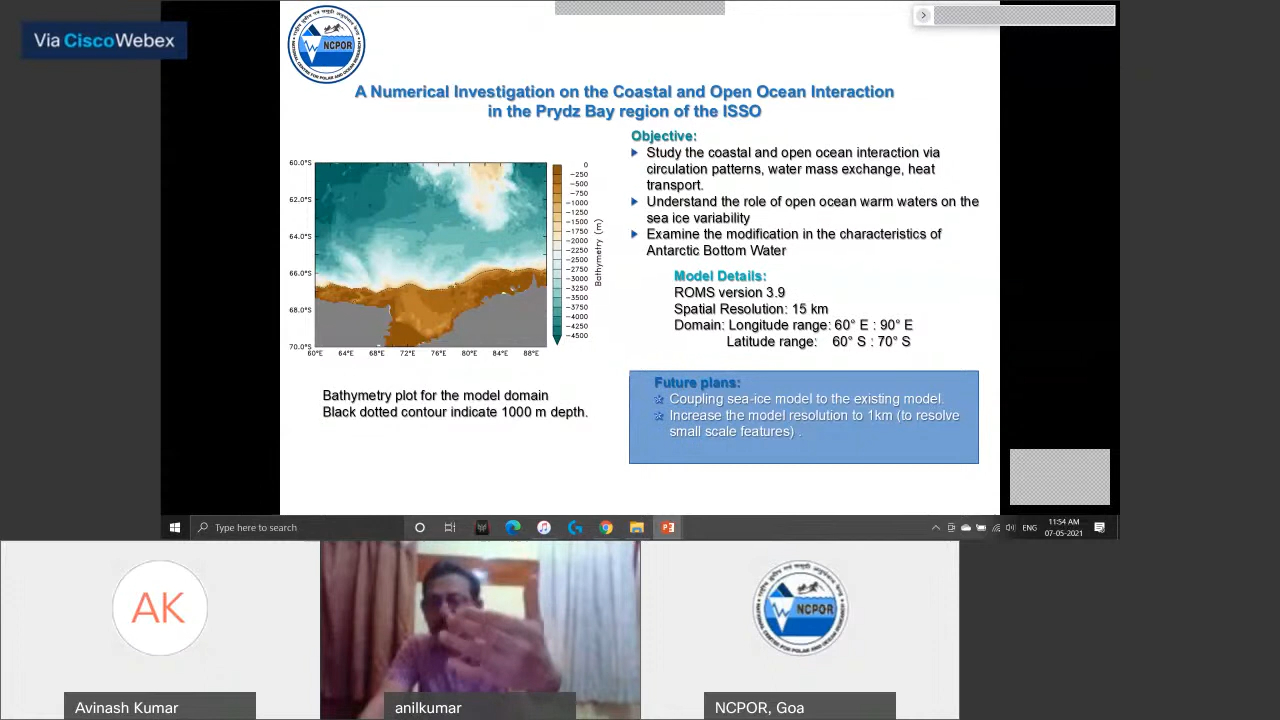 Via CiscoWebex
NCPOR
A Numerical Investigation on the Coastal and Open Ocean Interaction
in the Prydz Bay region of the ISSO
60.0°S
62.0°S
64.0°S
66.0°S
68.0°S
70.0°S
60°E 64°E 68°E 72°E 76°E 80°E 84°E 88°E
0
−250
−500
−750
−1000
−1250
−1500
−1750
−2000
−2250
−2500
−2750
−3000
−3250
−3500
−3750
−4000
−4250
−4500
Bathymetry (m)
Bathymetry plot for the model domain
Black dotted contour indicate 1000 m depth.
Objective:
Study the coastal and open ocean interaction via
circulation patterns, water mass exchange, heat
transport.
Understand the role of open ocean warm waters on the
sea ice variability
Examine the modification in the characteristics of
Antarctic Bottom Water
Model Details:
ROMS version 3.9
Spatial Resolution: 15 km
Domain: Longitude range: 60° E : 90° E
Latitude range: 60° S : 70° S
Future plans:
Coupling sea-ice model to the existing model.
Increase the model resolution to 1km (to resolve
small scale features) .
Type here to search
ENG
11:54 AM
07-05-2021
AK
Avinash Kumar
anilkumar
NCPOR
NCPOR, Goa